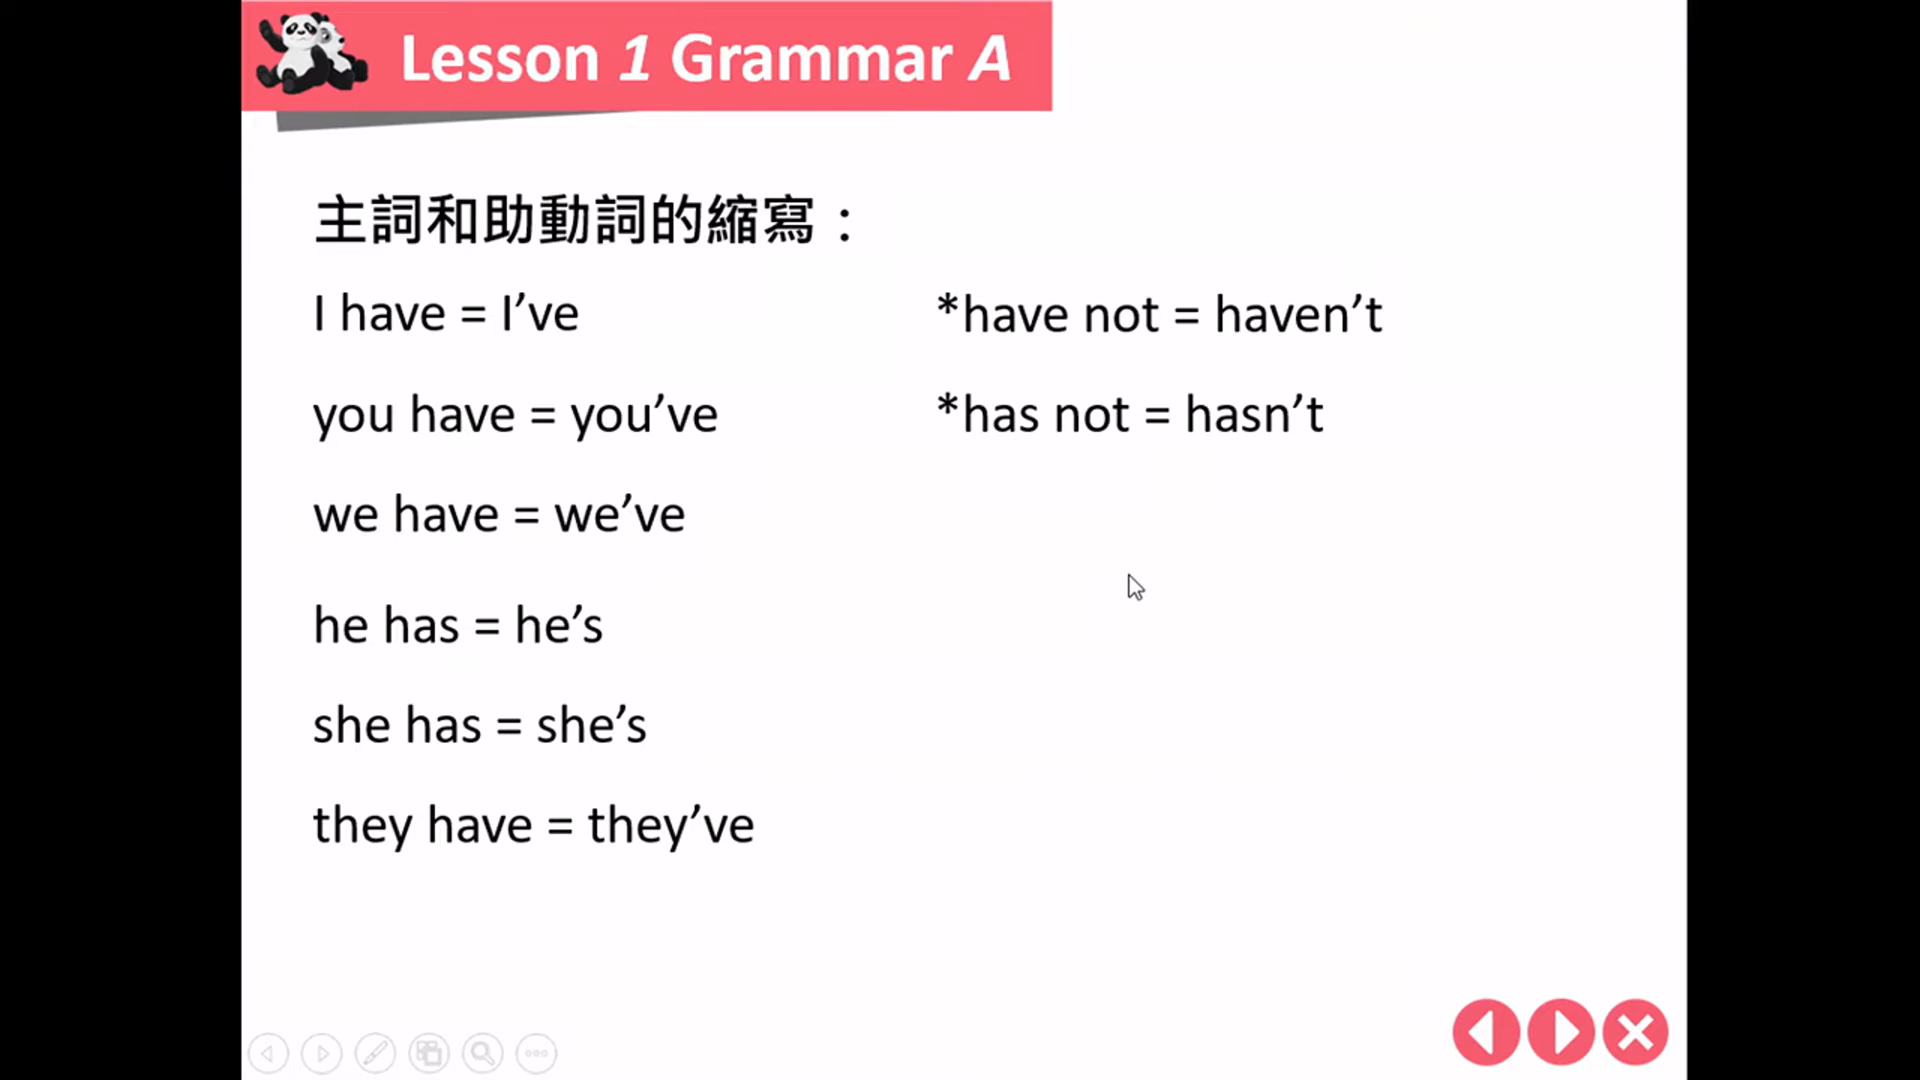 Lesson 1 Grammar A
主詞和助動詞的縮寫：
I have = I’ve
you have = you’ve
we have = we’ve
he has = he’s
she has = she’s
they have = they’ve
*have not = haven’t
*has not = hasn’t